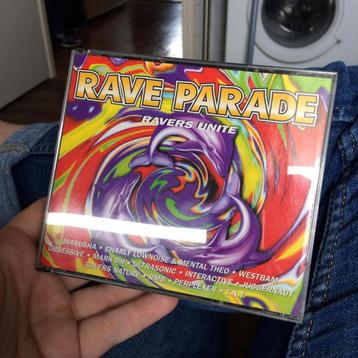 RAVE PARADE
RAVERS UNITE
MARUSHA • CHARLY LOWNOISE & MENTAL THEO • WESTBAM
OBSESSIVE • MARK OH • ULTRASONIC • INTERACTIVE • JUGGERNAUT
RAVERS NATURE • RMB • PERPLEXER • T.N.T.